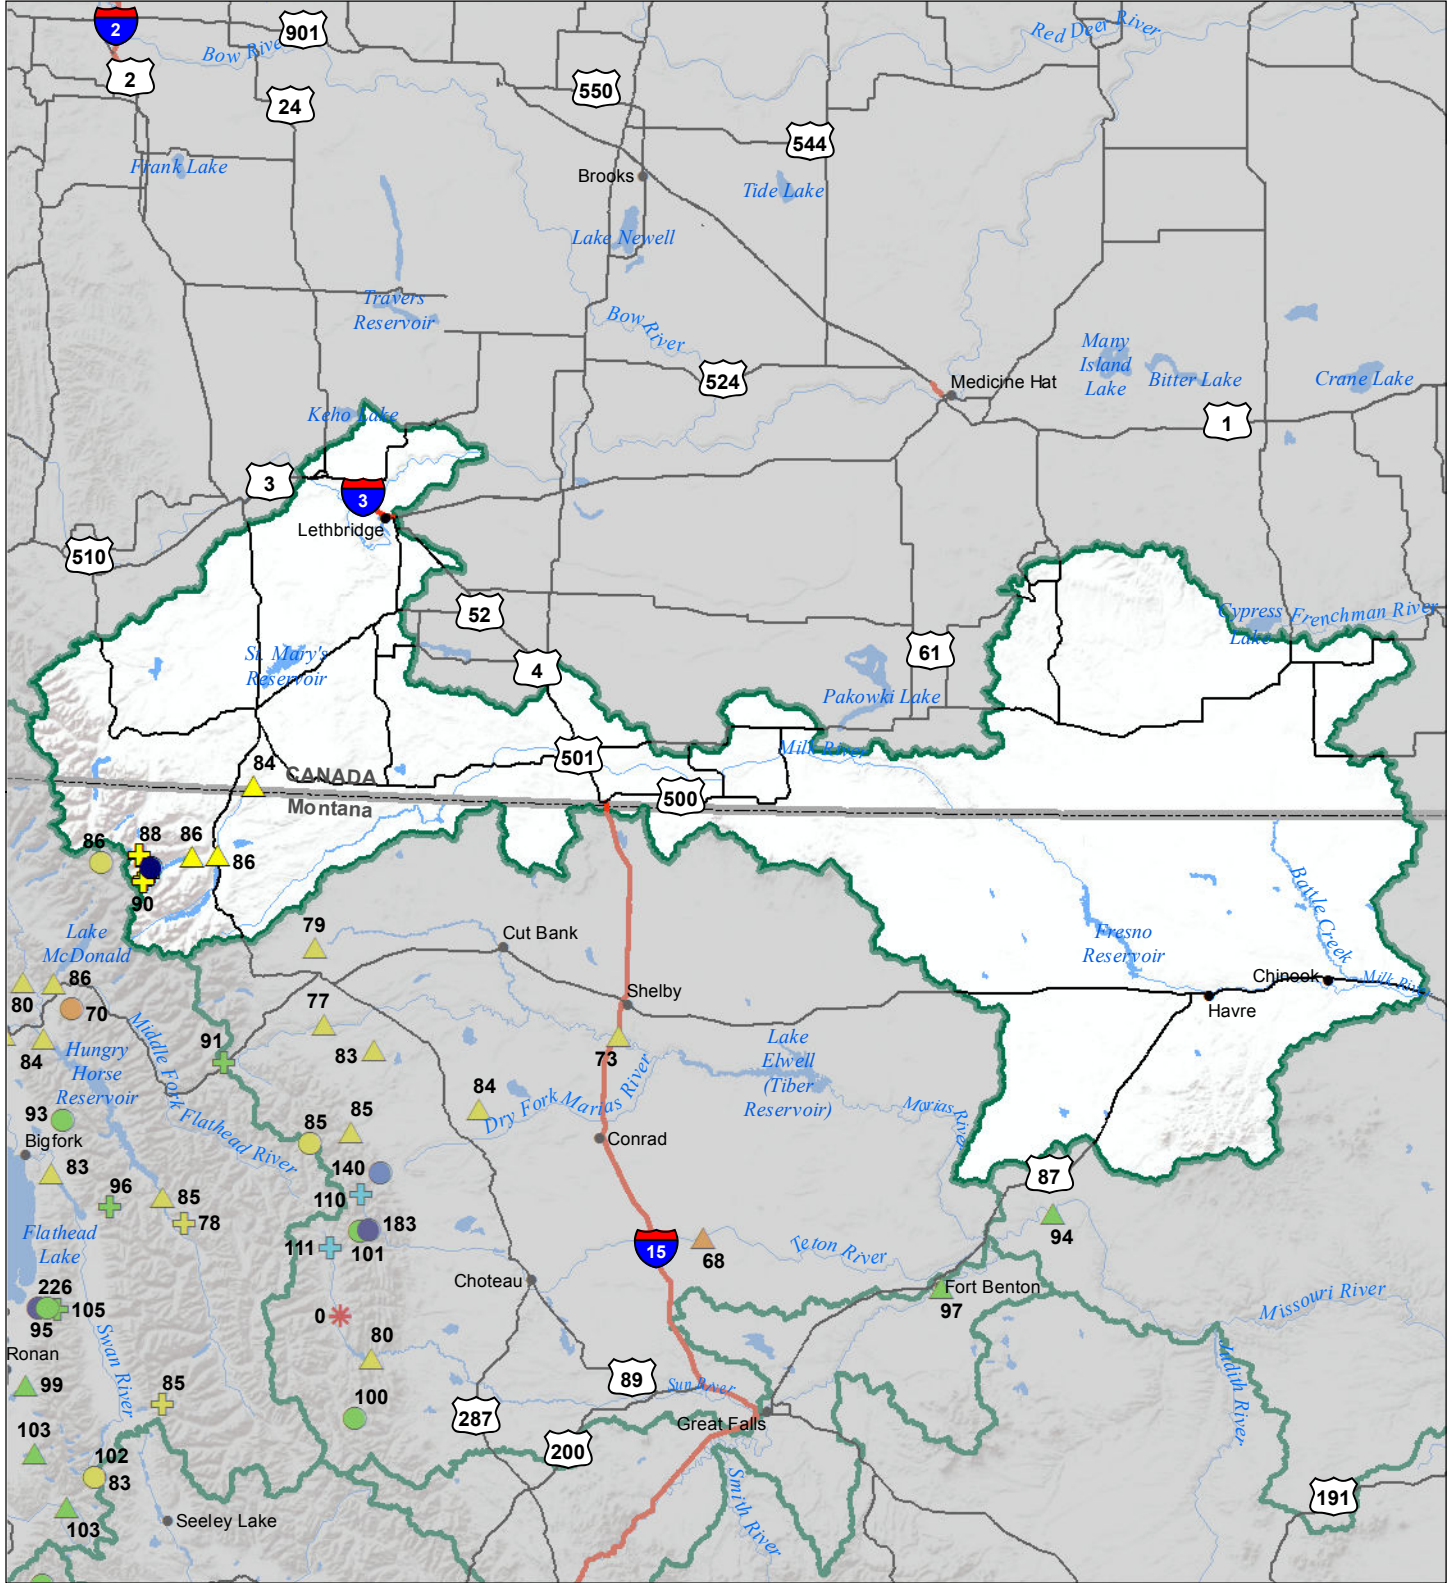 2
901
Bow River
Red Deer River
2
24
550
544
Frank Lake
Brooks
Tide Lake
Lake Newell
Travers
Reservoir
Bow River
Many
Island
Lake
Bitter Lake
Crane Lake
524
Medicine Hat
Keho Lake
1
3
3
Lethbridge
510
52
Cypress
Lake
Frenchman River
St. Mary's
Reservoir
4
61
Pakowki Lake
501
Milk River
84
CANADA
Montana
500
86
88
86
86
90
Battle Creek
79
Lake
McDonald
Cut Bank
Fresno
Reservoir
Chinook
Milk River
80
86
70
Shelby
Havre
77
Middle Fork Flathead River
91
84
Hungry
Horse
Reservoir
83
73
Lake
Elwell
(Tiber
Reservoir)
84
Dry Fork Marias River
Marias River
93
85
85
Conrad
Bigfork
83
140
87
96
110
85
78
183
94
Flathead
Lake
111
101
15
68
Teton River
Choteau
Fort Benton
226
105
95
97
Missouri River
0
Swan River
Ronan
80
99
85
89
Sun River
Judith River
100
287
Great Falls
103
200
102
83
Smith River
191
103
Seeley Lake